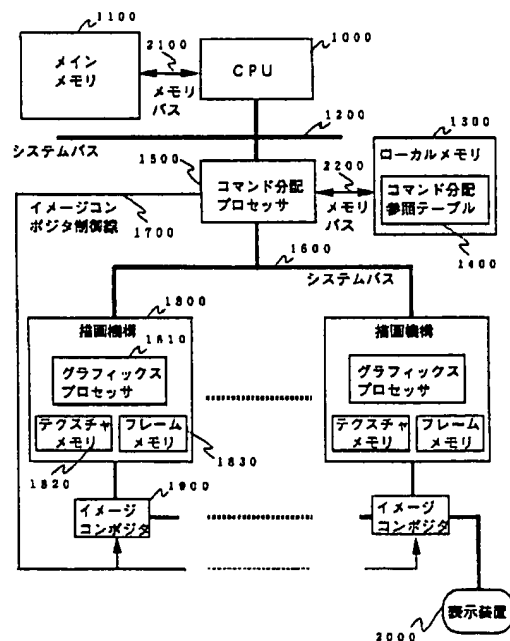 1100
メイン
メモリ
2100
メモリ
バス
1000
CPU
1200
システムバス
1500
コマンド分配
プロセッサ
2200
メモリ
バス
1300
ローカルメモリ
コマンド分配
参照テーブル
1400
イメージコン
ポジタ制御線
1700
1600
システムバス
1800
描画機構
1810
グラフィックス
プロセッサ
テクスチャ
メモリ
フレーム
メモリ
1820
1830
描画機構
グラフィックス
プロセッサ
テクスチャ
メモリ
フレーム
メモリ
1900
イメージ
コンポジタ
イメージ
コンポジタ
表示装置
2000